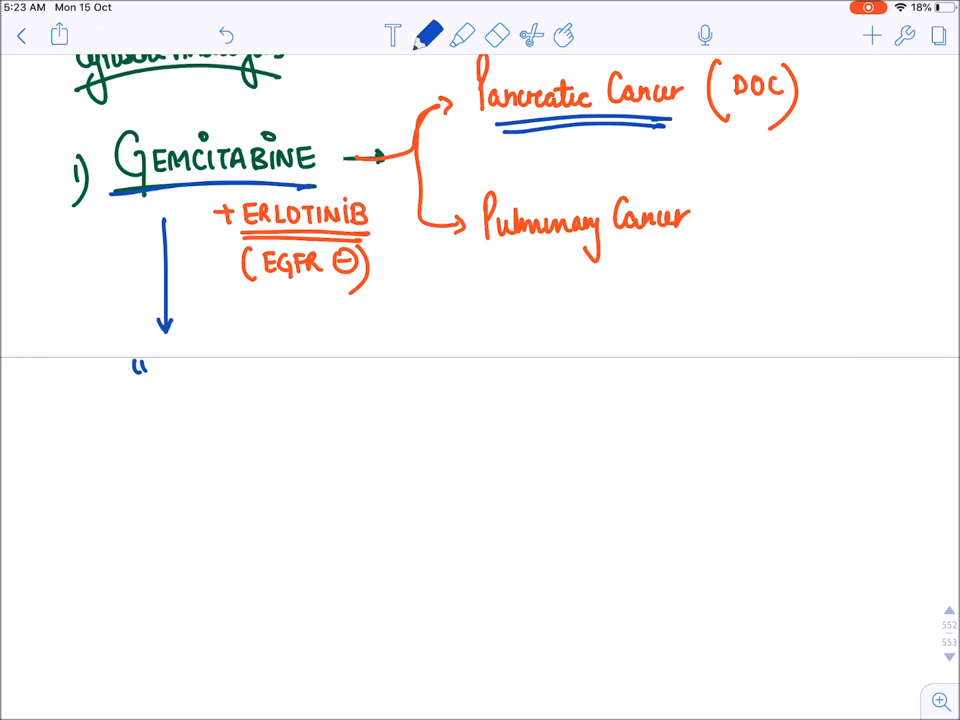 5:23 AM Mon 15 Oct
18%
T
Pancreatic Cancer (DOC)
1) GEMCITABINE →
+ ERLOTINIB
(EGFR ⊖)
Pulmonary Cancer
"
552
553